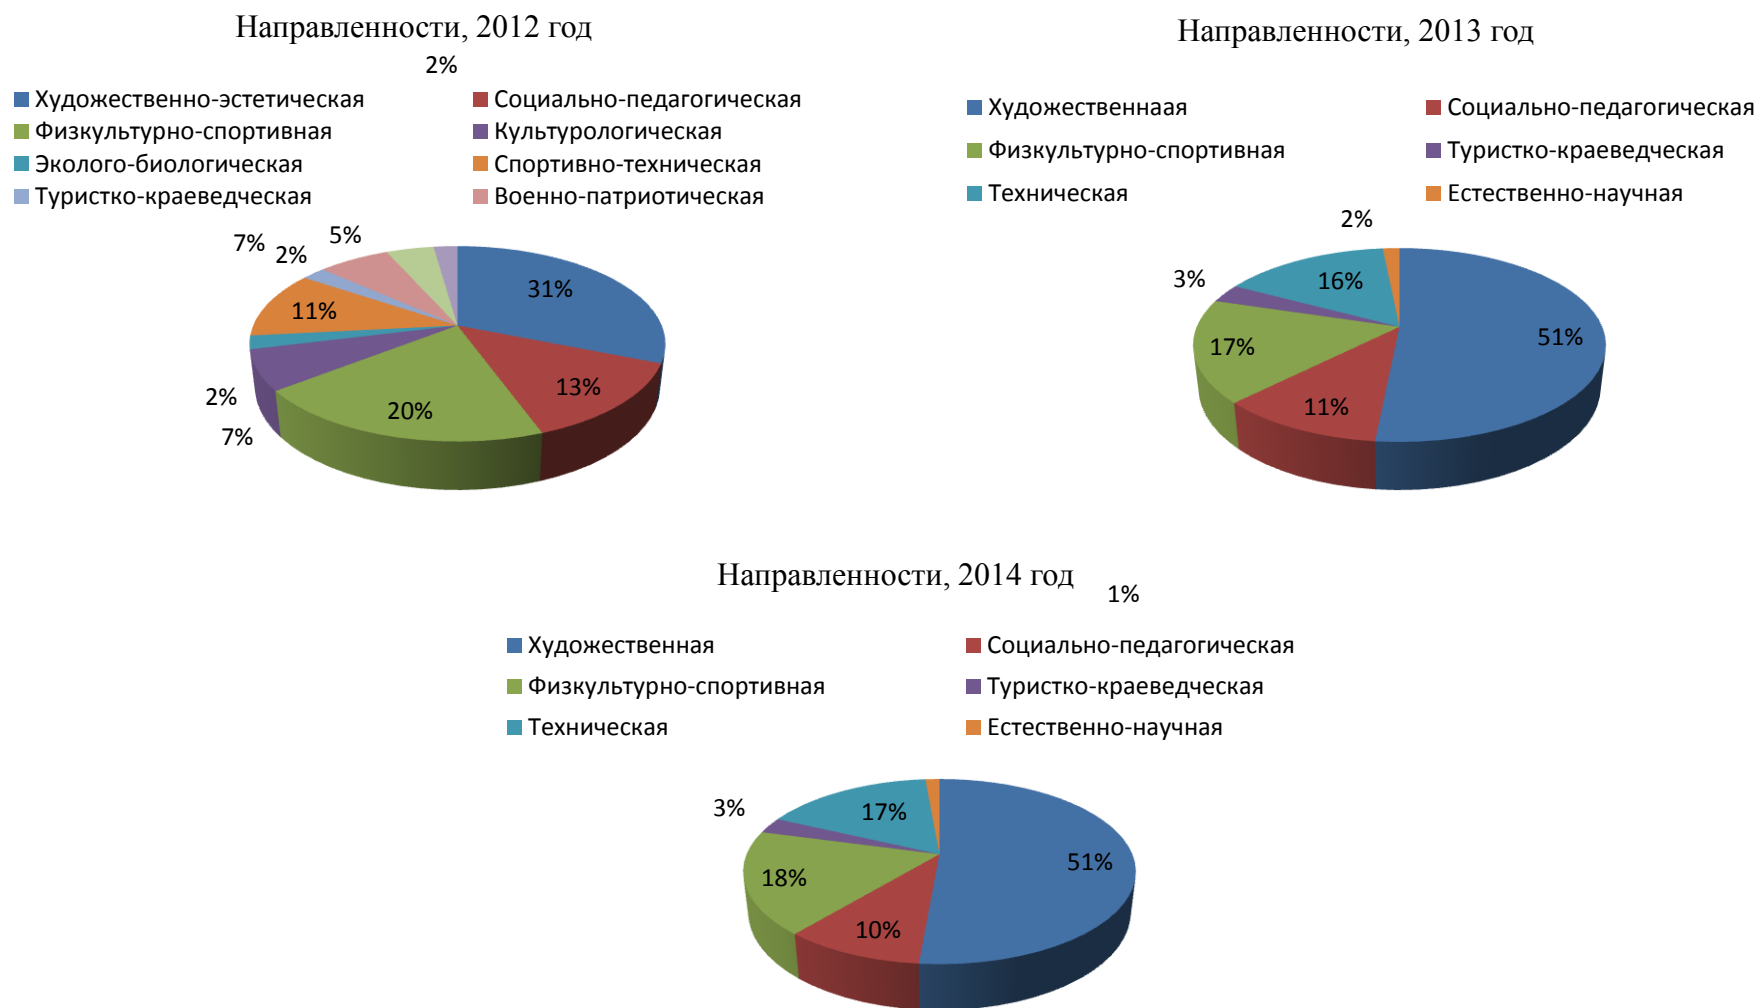 Направленности, 2012 год
2%
Художественно-эстетическая
Социально-педагогическая
Физкультурно-спортивная
Культурологическая
Эколого-биологическая
Спортивно-техническая
Туристко-краеведческая
Военно-патриотическая
7%
2%
5%
31%
11%
13%
20%
2%
7%
Направленности, 2013 год
Художественнаая
Социально-педагогическая
Физкультурно-спортивная
Туристко-краеведческая
Техническая
Естественно-научная
2%
3%
16%
51%
17%
11%
Направленности, 2014 год
1%
Художественная
Социально-педагогическая
Физкультурно-спортивная
Туристко-краеведческая
Техническая
Естественно-научная
3%
17%
51%
18%
10%